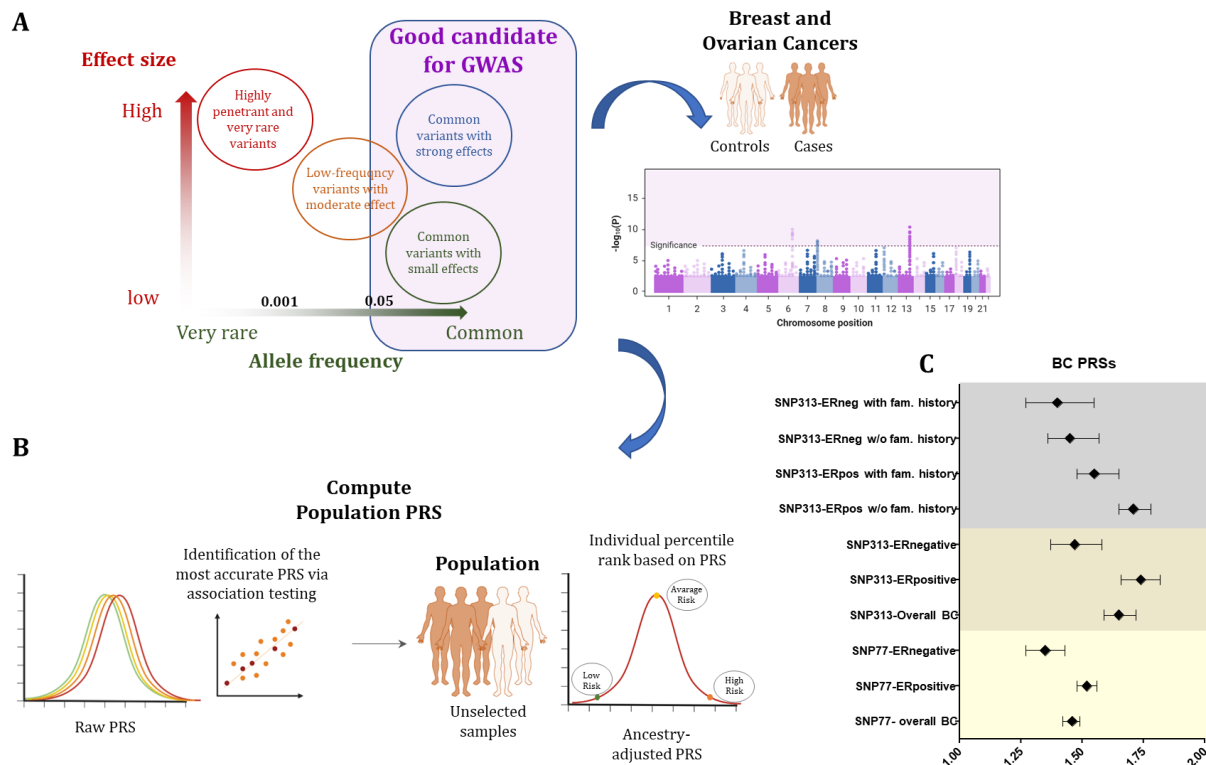 A
Effect size
High
low
Highly
penetrant and
very rare
variants
Low-frequqncy
variants with
moderate effect
Good candidate
for GWAS
Common
variants with
strong effects
Common
variants with
small effects
0.001
0.05
Very rare
Common
Allele frequency
Breast and
Ovarian Cancers
Controls
Cases
-log₁₀(P)
15
10
5
0
Significance
1 2 3 4 5 6 7 8 9 10 11 12 13 15 17 19 21
Chromosome position
B
Compute
Population PRS
Identification of the
most accurate PRS via
association testing
Raw PRS
Population
Unselected
samples
Individual percentile
rank based on PRS
Avarage
Risk
Low
Risk
High
Risk
Ancestry-
adjusted PRS
C
BC PRSs
SNP313-ERneg with fam. history
SNP313-ERneg w/o fam. history
SNP313-ERpos with fam. history
SNP313-ERpos w/o fam. history
SNP313-ERnegative
SNP313-ERpositive
SNP313-Overall BC
SNP77-ERnegative
SNP77-ERpositive
SNP77- overall BC
1.00 1.25 1.50 1.75 2.00